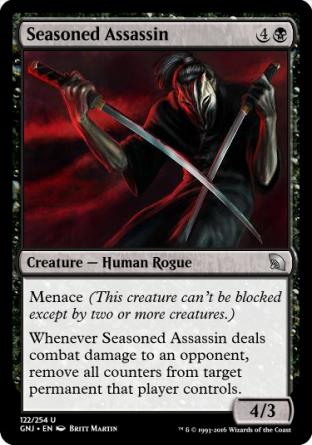 Seasoned Assassin 4
Creature — Human Rogue
Menace (This creature can't be blocked
except by two or more creatures.)
Whenever Seasoned Assassin deals
combat damage to an opponent,
remove all counters from target
permanent that player controls.
4/3
122/254 U
GNJ • EN Britt Martin
™ & © 1993-2016 Wizards of the Coast